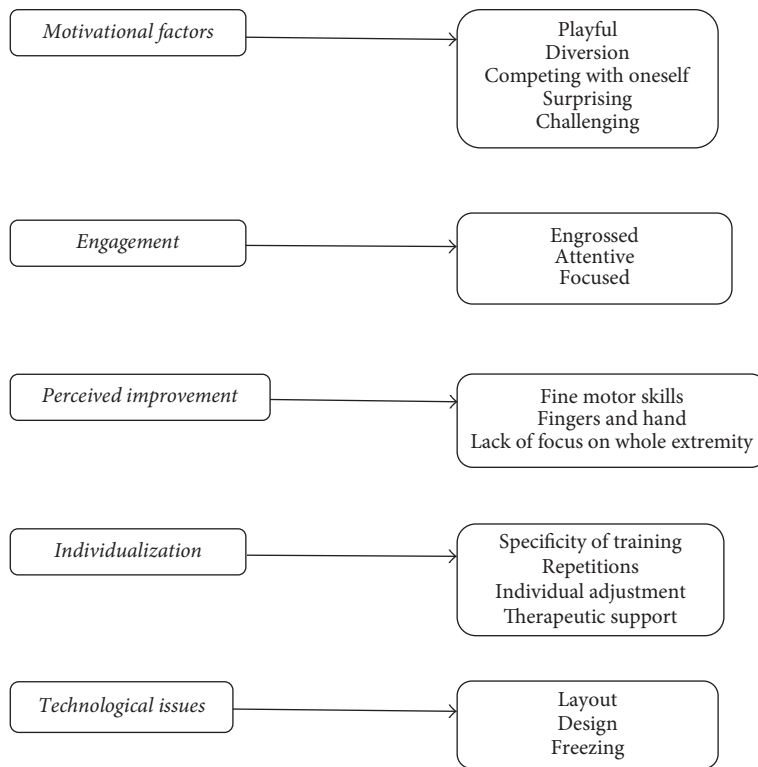 Motivational factors
Playful
Diversion
Competing with oneself
Surprising
Challenging
Engagement
Engrossed
Attentive
Focused
Perceived improvement
Fine motor skills
Fingers and hand
Lack of focus on whole extremity
Individualization
Specificity of training
Repetitions
Individual adjustment
Therapeutic support
Technological issues
Layout
Design
Freezing